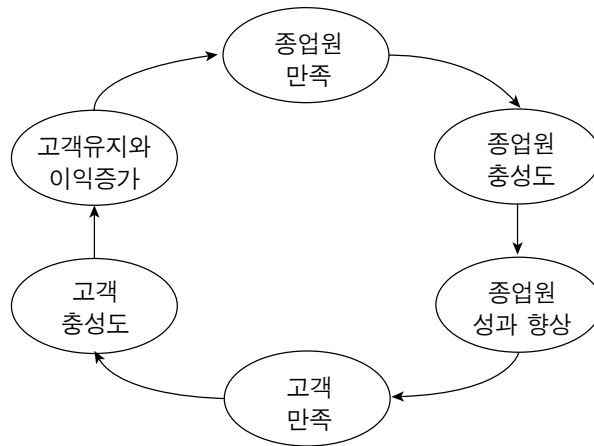 종업원
만족
종업원
충성도
종업원
성과 향상
고객
만족
고객
충성도
고객유지와
이익증가